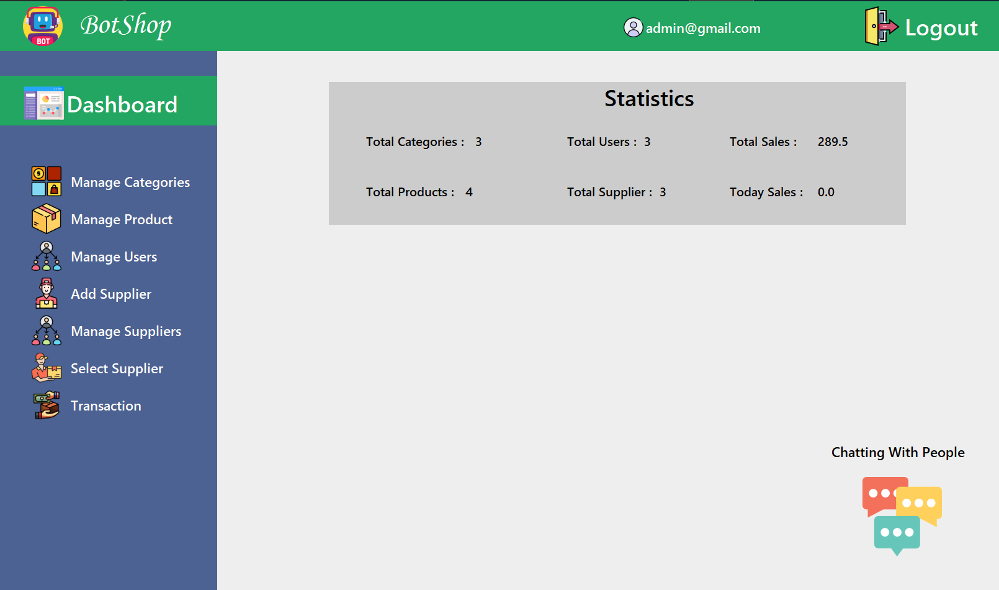 BotShop
BOT
admin@gmail.com
Logout
Dashboard
Statistics
Total Categories : 3
Total Users : 3
Total Sales : 289.5
Total Products : 4
Total Supplier : 3
Today Sales : 0.0
Manage Categories
Manage Product
Manage Users
Add Supplier
Manage Suppliers
Select Supplier
Transaction
Chatting With People